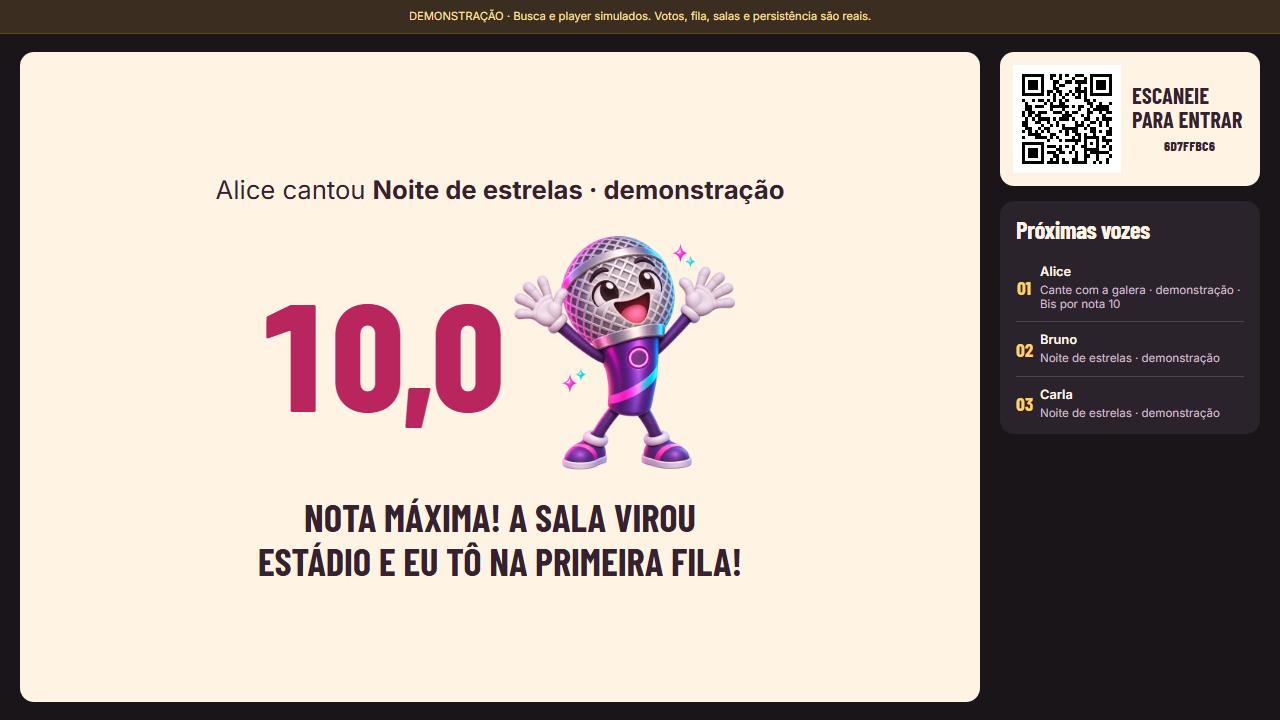 DEMONSTRAÇÃO · Busca e player simulados. Votos, fila, salas e persistência são reais.
Alice cantou Noite de estrelas · demonstração
10,0
NOTA MÁXIMA! A SALA VIROU
ESTÁDIO E EU TÔ NA PRIMEIRA FILA!
ESCANEIE
PARA ENTRAR
6D7FFBC6
Próximas vozes
01
Alice
Cante com a galera · demonstração ·
Bis por nota 10
02
Bruno
Noite de estrelas · demonstração
03
Carla
Noite de estrelas · demonstração